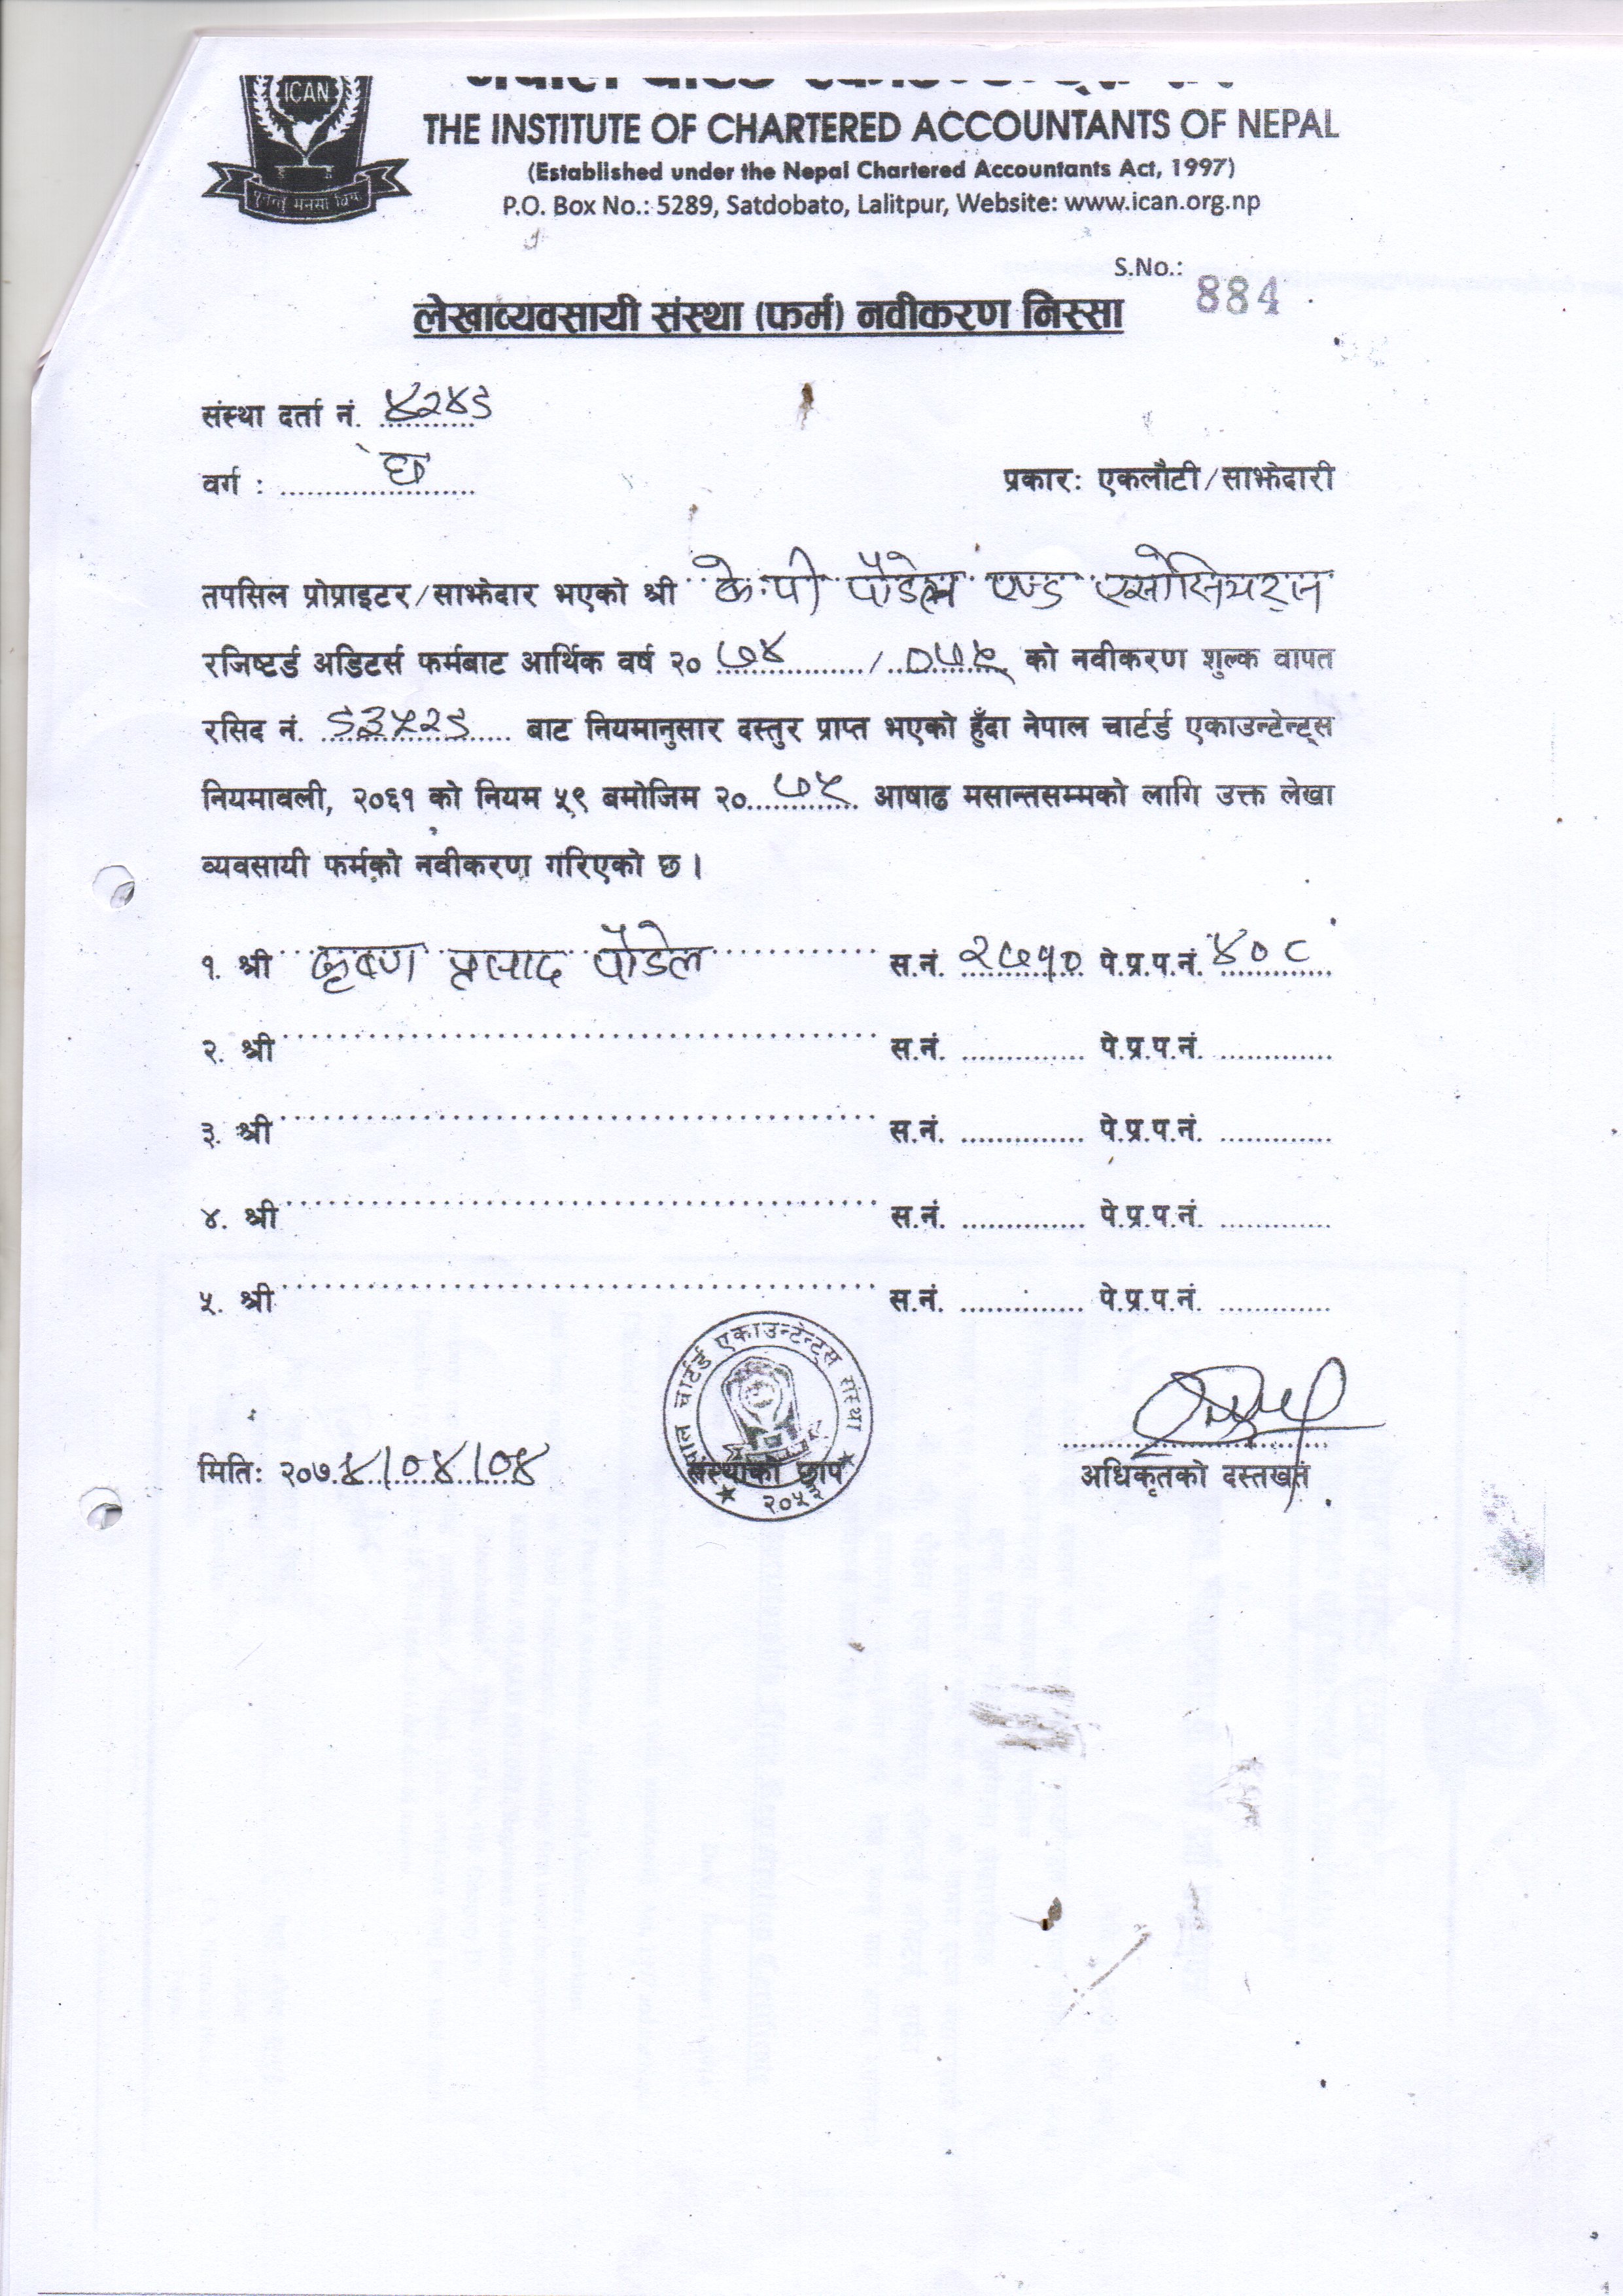 ICAN
THE INSTITUTE OF CHARTERED ACCOUNTANTS OF NEPAL
(Established under the Nepal Chartered Accountants Act, 1997)
P.O. Box No.: 5289, Satdobato, Lalitpur, Website: www.ican.org.np
S.No.: 884
लेखाव्यवसायी संस्था (फर्म) नवीकरण निस्सा
संस्था दर्ता नं. ४२४६
वर्ग : घ
प्रकारः एकलौटी/साझेदारी
तपसिल प्रोप्राइटर/साझेदार भएको श्री के.पी पौडेल एण्ड एसोसियट्स
रजिष्टर्ड अडिटर्स फर्मबाट आर्थिक वर्ष २० ७४ / ०७५ को नवीकरण शुल्क वापत
रसिद नं. ६३५२६ बाट नियमानुसार दस्तुर प्राप्त भएको हुँदा नेपाल चार्टर्ड एकाउन्टेन्ट्स
नियमावली, २०६१ को नियम ५९ बमोजिम २० ७५ आषाढ मसान्तसम्मको लागि उक्त लेखा
व्यवसायी फर्मको नवीकरण गरिएको छ ।
१. श्री कृष्ण प्रसाद पौडेल स.नं. २७१० पे.प्र.प.नं. ४०८
२. श्री स.नं. पे.प्र.प.नं.
३. श्री स.नं. पे.प्र.प.नं.
४. श्री स.नं. पे.प्र.प.नं.
५. श्री स.नं. पे.प्र.प.नं.
नेपाल चार्टर्ड एकाउन्टेन्ट्स संस्था
२०५३
मितिः २०७४/०४/०४ संस्थाको छाप अधिकृतको दस्तखत